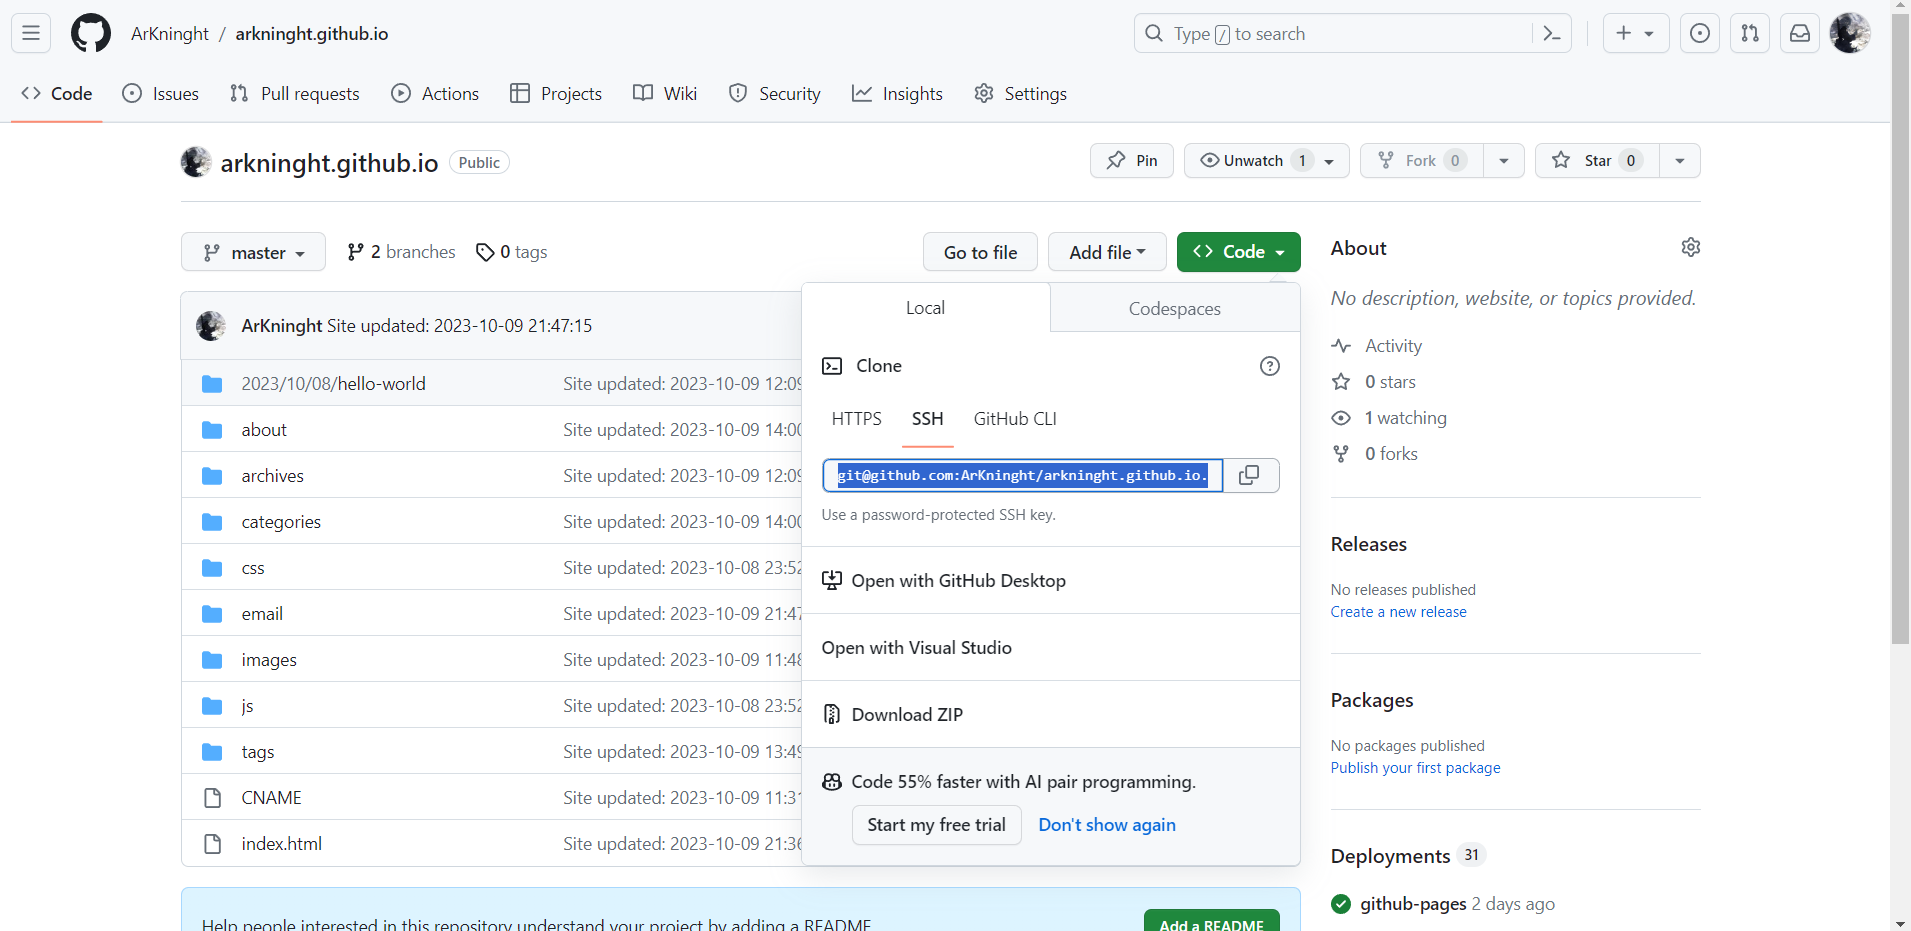 ArKninght / arkninght.github.io
Type / to search
Code Issues Pull requests Actions Projects Wiki Security Insights Settings
arkninght.github.io Public
Pin Unwatch 1 Fork 0 Star 0
master 2 branches 0 tags Go to file Add file Code
ArKninght Site updated: 2023-10-09 21:47:15
2023/10/08/hello-world Site updated: 2023-10-09 12:09
about Site updated: 2023-10-09 14:00
archives Site updated: 2023-10-09 12:09
categories Site updated: 2023-10-09 14:00
css Site updated: 2023-10-08 23:52
email Site updated: 2023-10-09 21:47
images Site updated: 2023-10-09 11:48
js Site updated: 2023-10-08 23:52
tags Site updated: 2023-10-09 13:49
CNAME Site updated: 2023-10-09 11:31
index.html Site updated: 2023-10-09 21:36
Help people interested in this repository understand your project by adding a README. Add a README
Local Codespaces
Clone
HTTPS SSH GitHub CLI
git@github.com:ArKninght/arkninght.github.io.
Use a password-protected SSH key.
Open with GitHub Desktop
Open with Visual Studio
Download ZIP
Code 55% faster with AI pair programming.
Start my free trial Don't show again
About
No description, website, or topics provided.
Activity
0 stars
1 watching
0 forks
Releases
No releases published
Create a new release
Packages
No packages published
Publish your first package
Deployments 31
github-pages 2 days ago